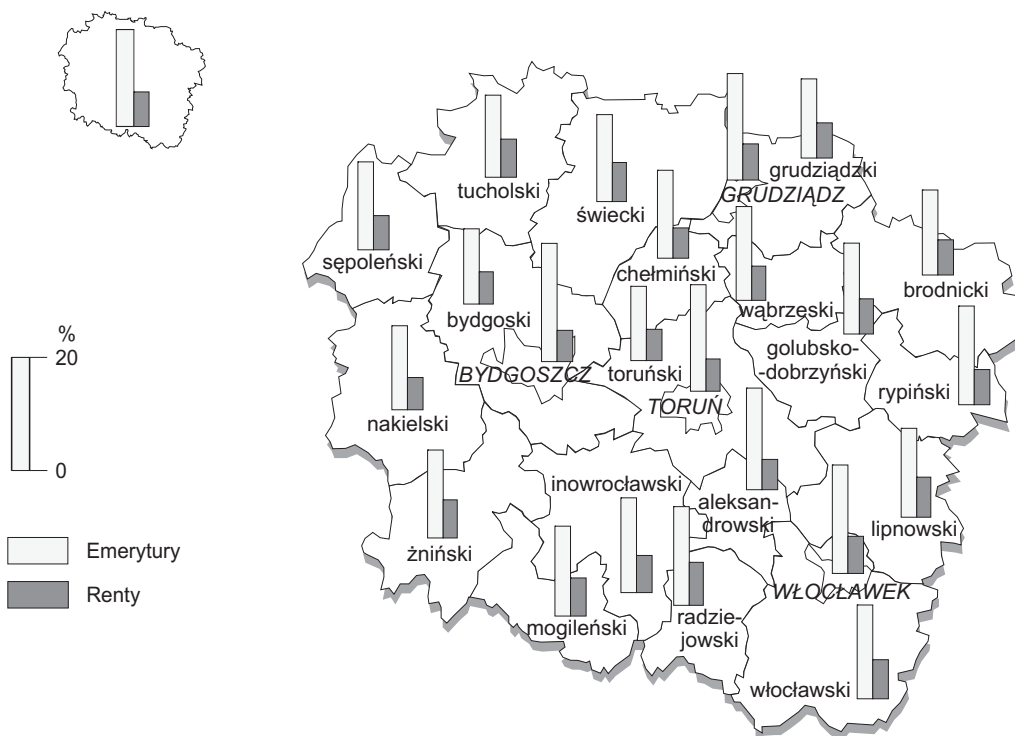 tucholski
świecki
grudziądzki
GRUDZIĄDZ
sępoleński
chełmiński
brodnicki
wąbrzeski
bydgoski
%
20
0
BYDGOSZCZ
toruński
golubsko-
-dobrzyński
rypiński
TORUŃ
nakielski
inowrocławski
aleksan-
drowski
lipnowski
żniński
Emerytury
Renty
WŁOCŁAWEK
mogileński
radzie-
jowski
włocławski